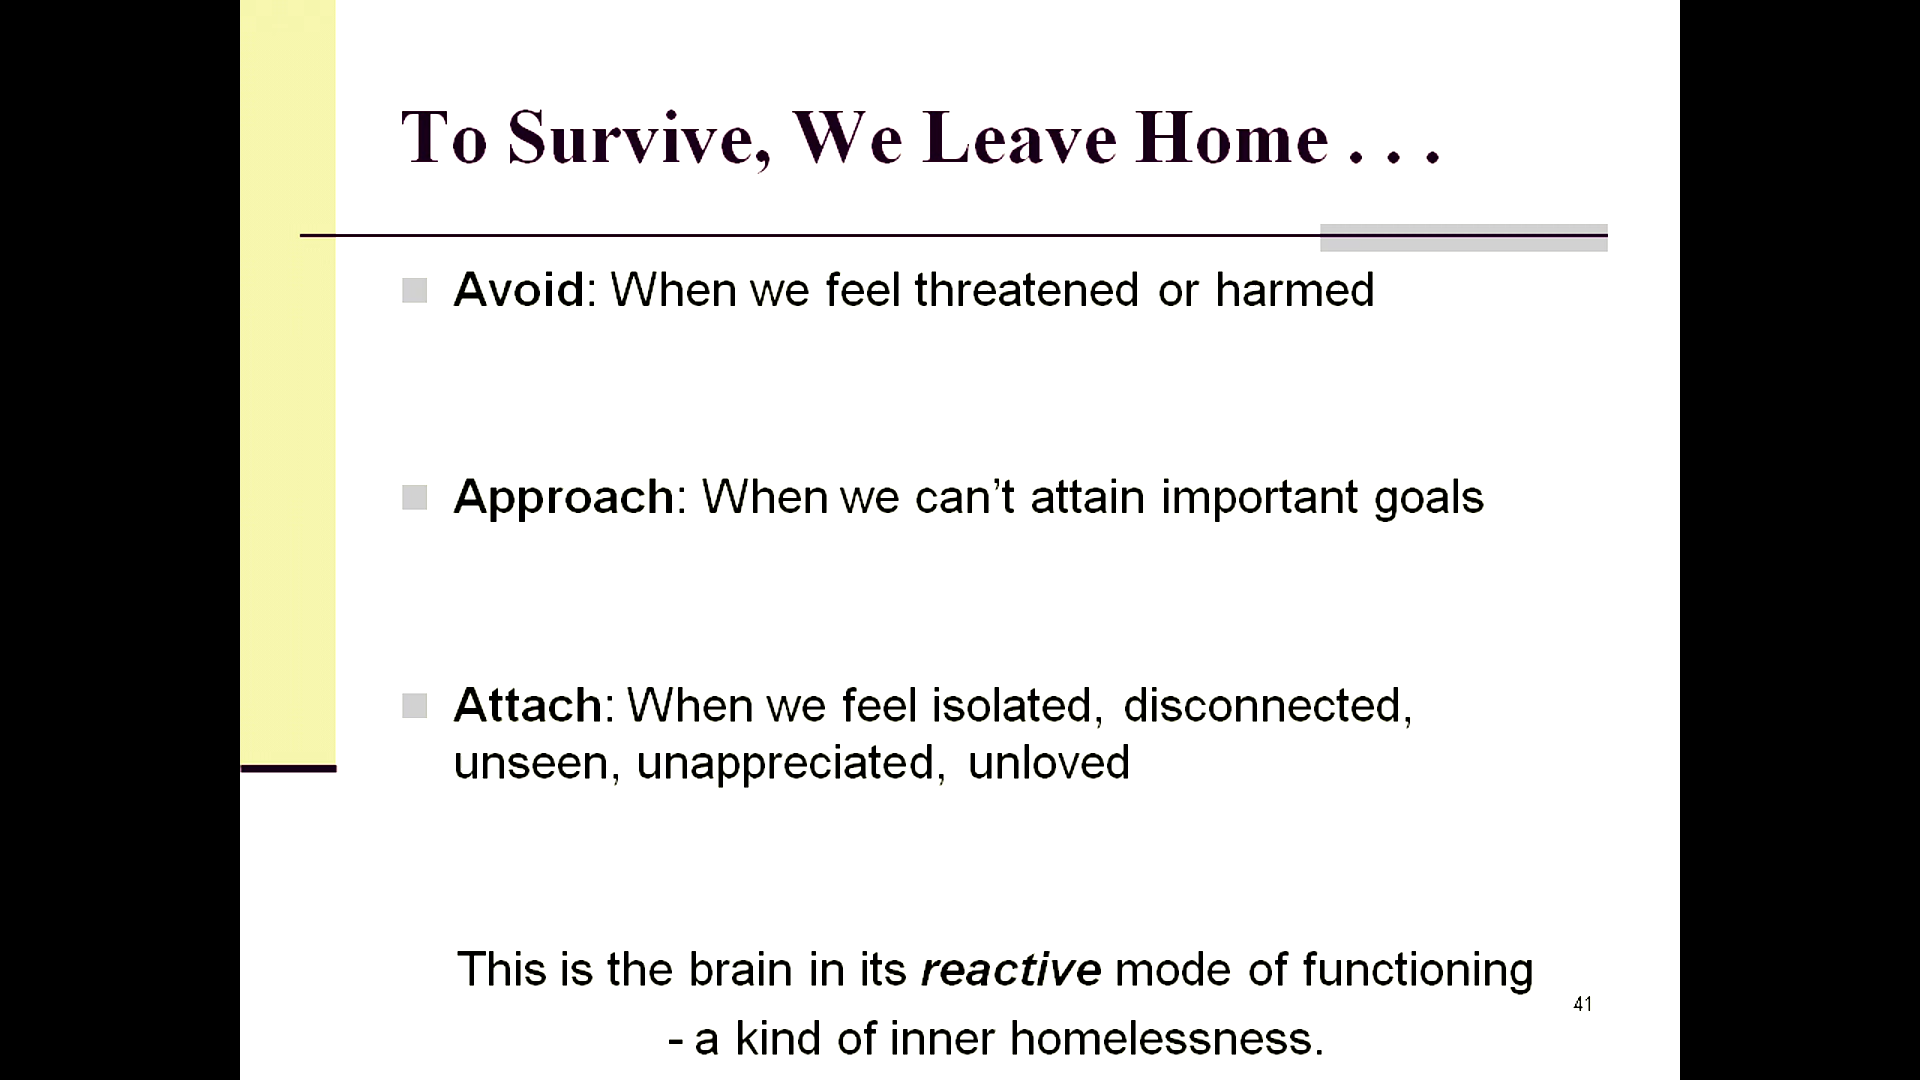 To Survive, We Leave Home . . .
Avoid: When we feel threatened or harmed
Approach: When we can’t attain important goals
Attach: When we feel isolated, disconnected,
unseen, unappreciated, unloved
This is the brain in its reactive mode of functioning
- a kind of inner homelessness.
41